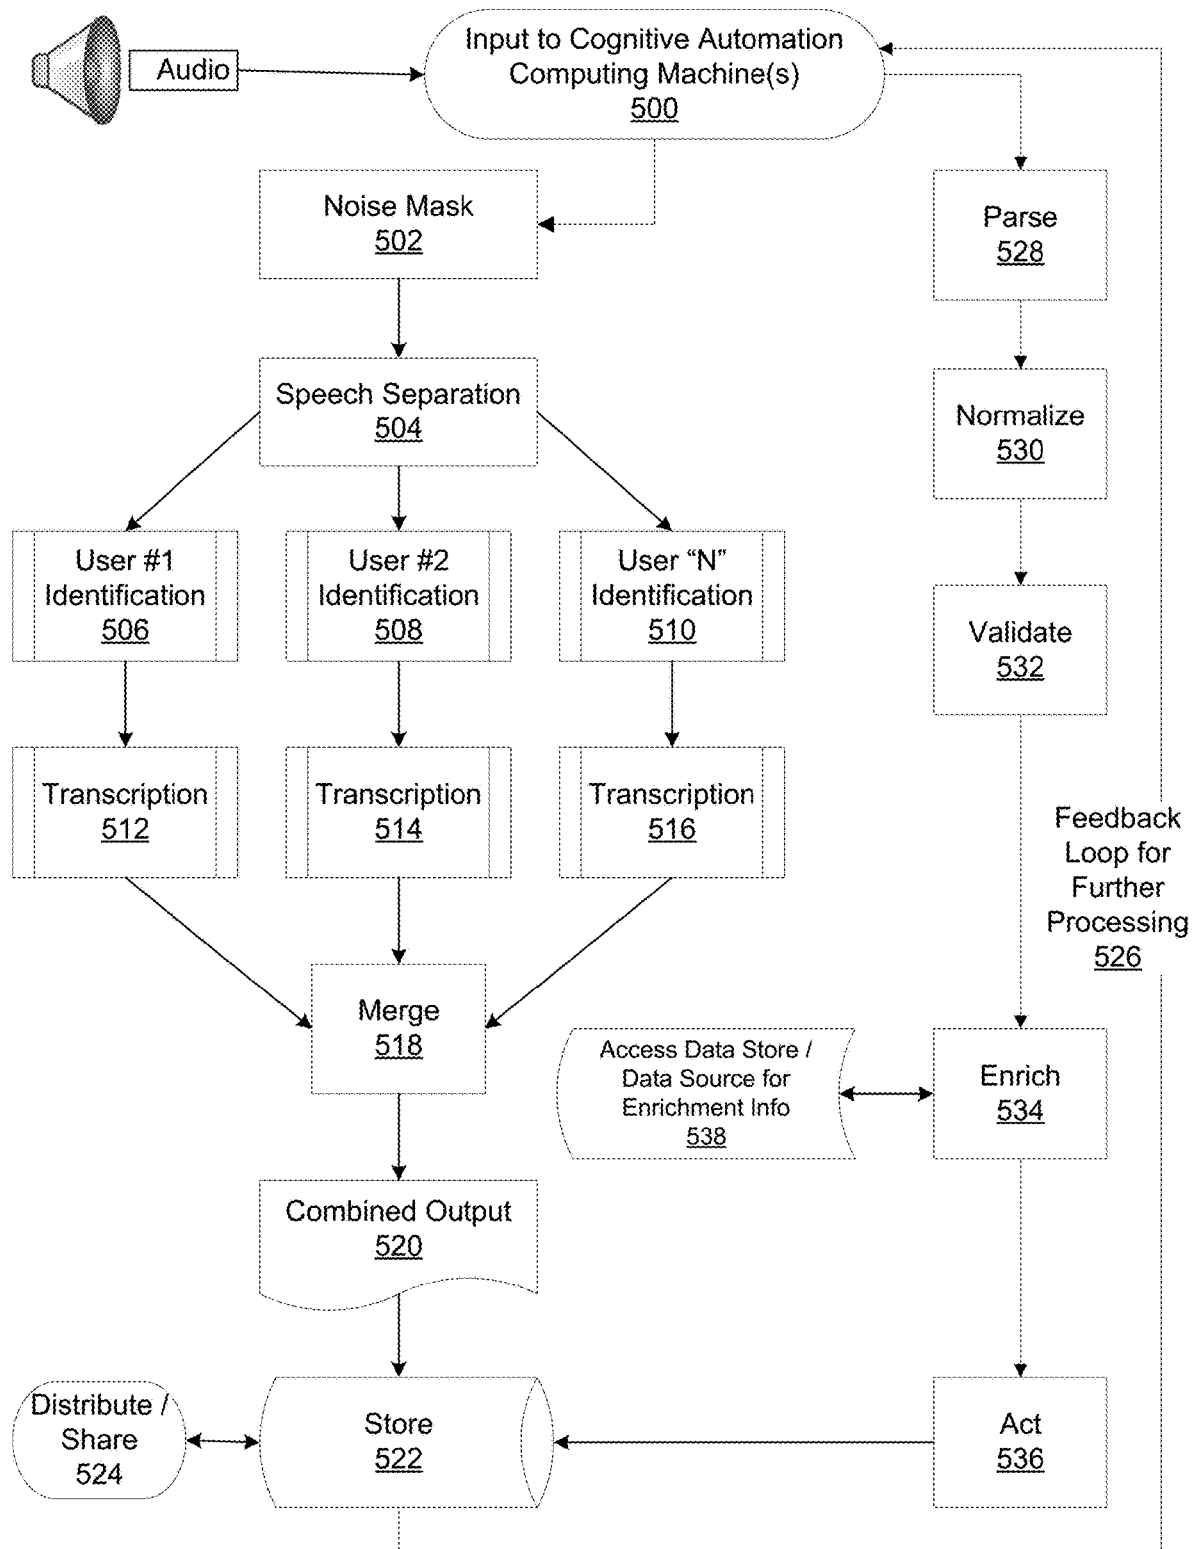 Audio
Input to Cognitive Automation
Computing Machine(s)
500
Noise Mask
502
Parse
528
Speech Separation
504
Normalize
530
User #1
Identification
506
User #2
Identification
508
User “N”
Identification
510
Validate
532
Transcription
512
Transcription
514
Transcription
516
Feedback
Loop for
Further
Processing
526
Merge
518
Access Data Store /
Data Source for
Enrichment Info
538
Enrich
534
Combined Output
520
Distribute /
Share
524
Store
522
Act
536